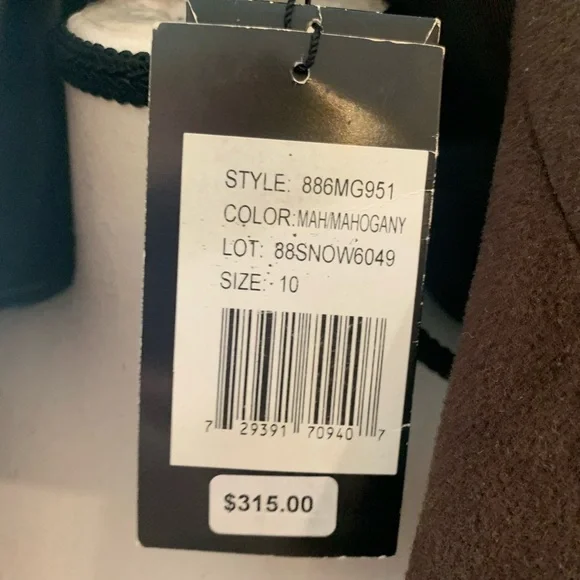 STYLE: 886MG951
COLOR:MAH/MAHOGANY
LOT: 88SNOW6049
SIZE: 10
7 29391 70940 7
$315.00